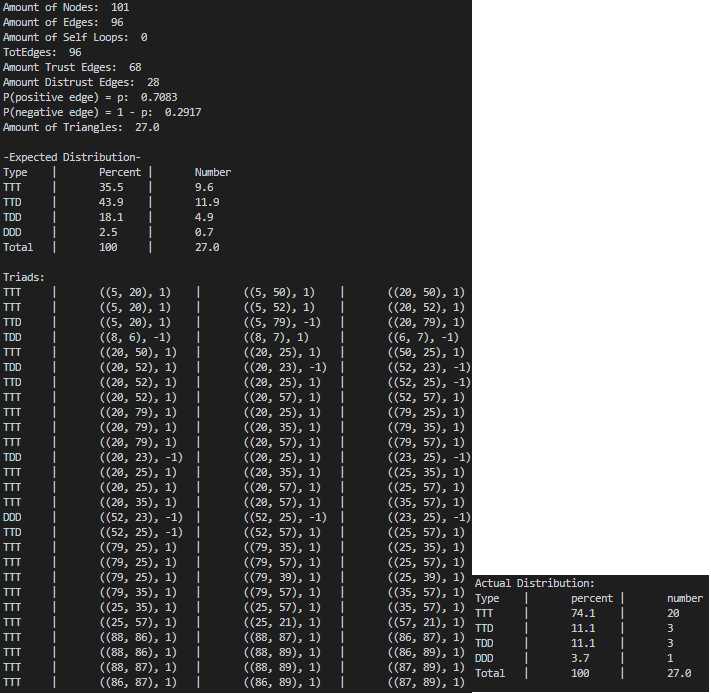 Amount of Nodes:  101
Amount of Edges:  96
Amount of Self Loops:  0
TotEdges:  96
Amount Trust Edges:  68
Amount Distrust Edges:  28
P(positive edge) = p:  0.7083
P(negative edge) = 1 - p:  0.2917
Amount of Triangles:  27.0
-Expected Distribution-
Type | Percent | Number
TTT | 35.5 | 9.6
TTD | 43.9 | 11.9
TDD | 18.1 | 4.9
DDD | 2.5 | 0.7
Total | 100 | 27.0
Triads:
TTT | ((5, 20), 1) | ((5, 50), 1) | ((20, 50), 1)
TTT | ((5, 20), 1) | ((5, 52), 1) | ((20, 52), 1)
TTD | ((5, 20), 1) | ((5, 79), -1) | ((20, 79), 1)
TDD | ((8, 6), -1) | ((8, 7), 1) | ((6, 7), -1)
TTT | ((20, 50), 1) | ((20, 25), 1) | ((50, 25), 1)
TDD | ((20, 52), 1) | ((20, 23), -1) | ((52, 23), -1)
TTD | ((20, 52), 1) | ((20, 25), 1) | ((52, 25), -1)
TTT | ((20, 52), 1) | ((20, 57), 1) | ((52, 57), 1)
TTT | ((20, 79), 1) | ((20, 25), 1) | ((79, 25), 1)
TTT | ((20, 79), 1) | ((20, 35), 1) | ((79, 35), 1)
TTT | ((20, 79), 1) | ((20, 57), 1) | ((79, 57), 1)
TDD | ((20, 23), -1) | ((20, 25), 1) | ((23, 25), -1)
TTT | ((20, 25), 1) | ((20, 35), 1) | ((25, 35), 1)
TTT | ((20, 25), 1) | ((20, 57), 1) | ((25, 57), 1)
TTT | ((20, 35), 1) | ((20, 57), 1) | ((35, 57), 1)
DDD | ((52, 23), -1) | ((52, 25), -1) | ((23, 25), -1)
TTD | ((52, 25), -1) | ((52, 57), 1) | ((25, 57), 1)
TTT | ((79, 25), 1) | ((79, 35), 1) | ((25, 35), 1)
TTT | ((79, 25), 1) | ((79, 57), 1) | ((25, 57), 1)
TTT | ((79, 25), 1) | ((79, 39), 1) | ((25, 39), 1)
TTT | ((79, 35), 1) | ((79, 57), 1) | ((35, 57), 1)
TTT | ((25, 35), 1) | ((25, 57), 1) | ((35, 57), 1)
TTT | ((25, 57), 1) | ((25, 21), 1) | ((57, 21), 1)
TTT | ((88, 86), 1) | ((88, 87), 1) | ((86, 87), 1)
TTT | ((88, 86), 1) | ((88, 89), 1) | ((86, 89), 1)
TTT | ((88, 87), 1) | ((88, 89), 1) | ((87, 89), 1)
TTT | ((86, 87), 1) | ((86, 89), 1) | ((87, 89), 1)
Actual Distribution:
Type | percent | number
TTT | 74.1 | 20
TTD | 11.1 | 3
TDD | 11.1 | 3
DDD | 3.7 | 1
Total | 100 | 27.0